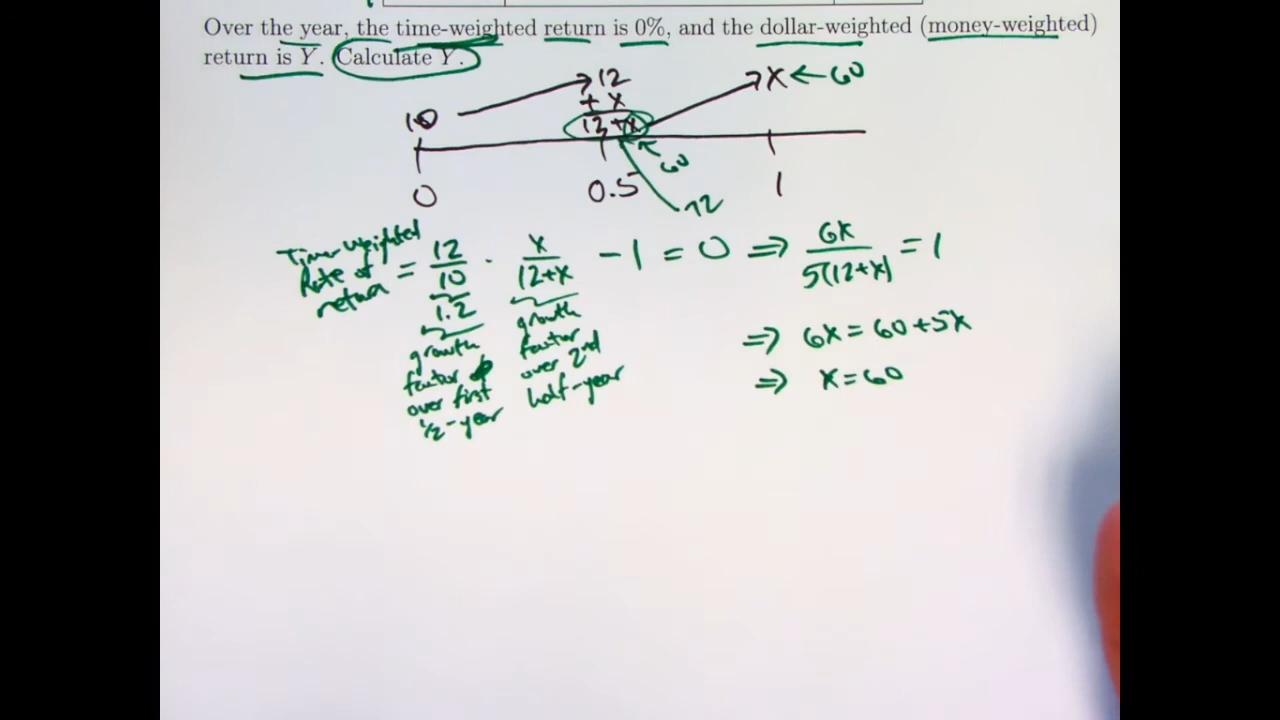 Over the year, the time-weighted return is 0%, and the dollar-weighted (money-weighted)
return is Y. Calculate Y.
12
+ x
12+x
10
x ← 60
60
72
0
0.5
1
Time-weighted
Rate of
return
= 12/10 · x/(12+x) - 1 = 0 ⇒ 6x/5(12+x) = 1
1.2
growth
factor
over first
1/2-year
growth
factor
over 2nd
half-year
⇒ 6x = 60+5x
⇒ x = 60